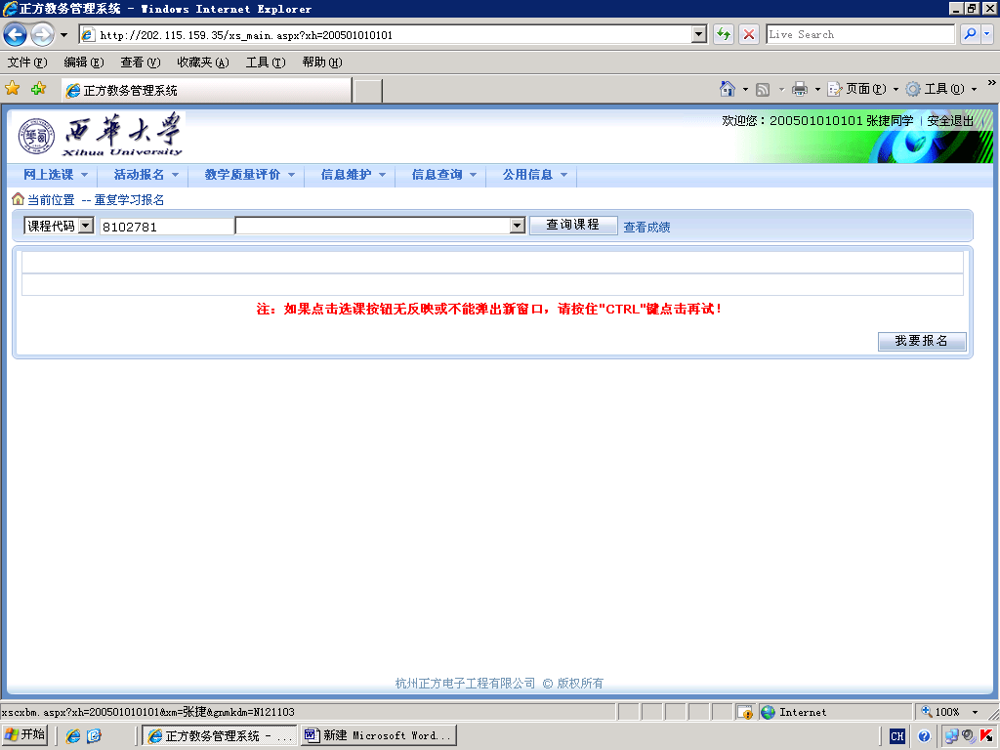 正方教务管理系统 - Windows Internet Explorer
http://202.115.159.35/xs_main.aspx?xh=200501010101
Live Search
文件(F) 编辑(E) 查看(V) 收藏夹(A) 工具(T) 帮助(H)
正方教务管理系统
页面(P) 工具(O) »
西华大学
Xihua University
欢迎您：200501010101 张捷同学 | 安全退出
网上选课 活动报名 教学质量评价 信息维护 信息查询 公用信息
当前位置 -- 重复学习报名
课程代码 8102781 查询课程 查看成绩
注：如果点击选课按钮无反映或不能弹出新窗口，请按住"CTRL"键点击再试！
我要报名
杭州正方电子工程有限公司 © 版权所有
xscxbm.aspx?xh=200501010101&xm=张捷&gnmkdm=N121103 Internet 100%
开始 正方教务管理系统 - ... 新建 Microsoft Word... CH